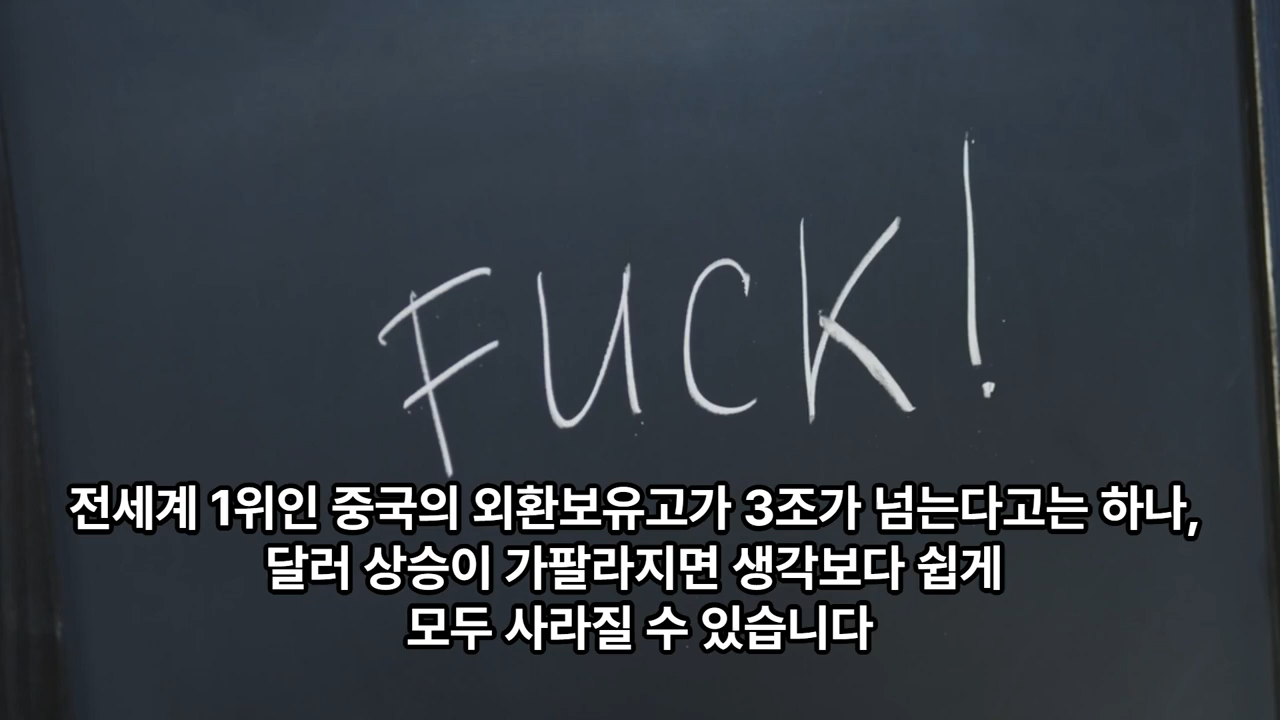 FUCK!
전세계 1위인 중국의 외환보유고가 3조가 넘는다고는 하나,
달러 상승이 가팔라지면 생각보다 쉽게
모두 사라질 수 있습니다